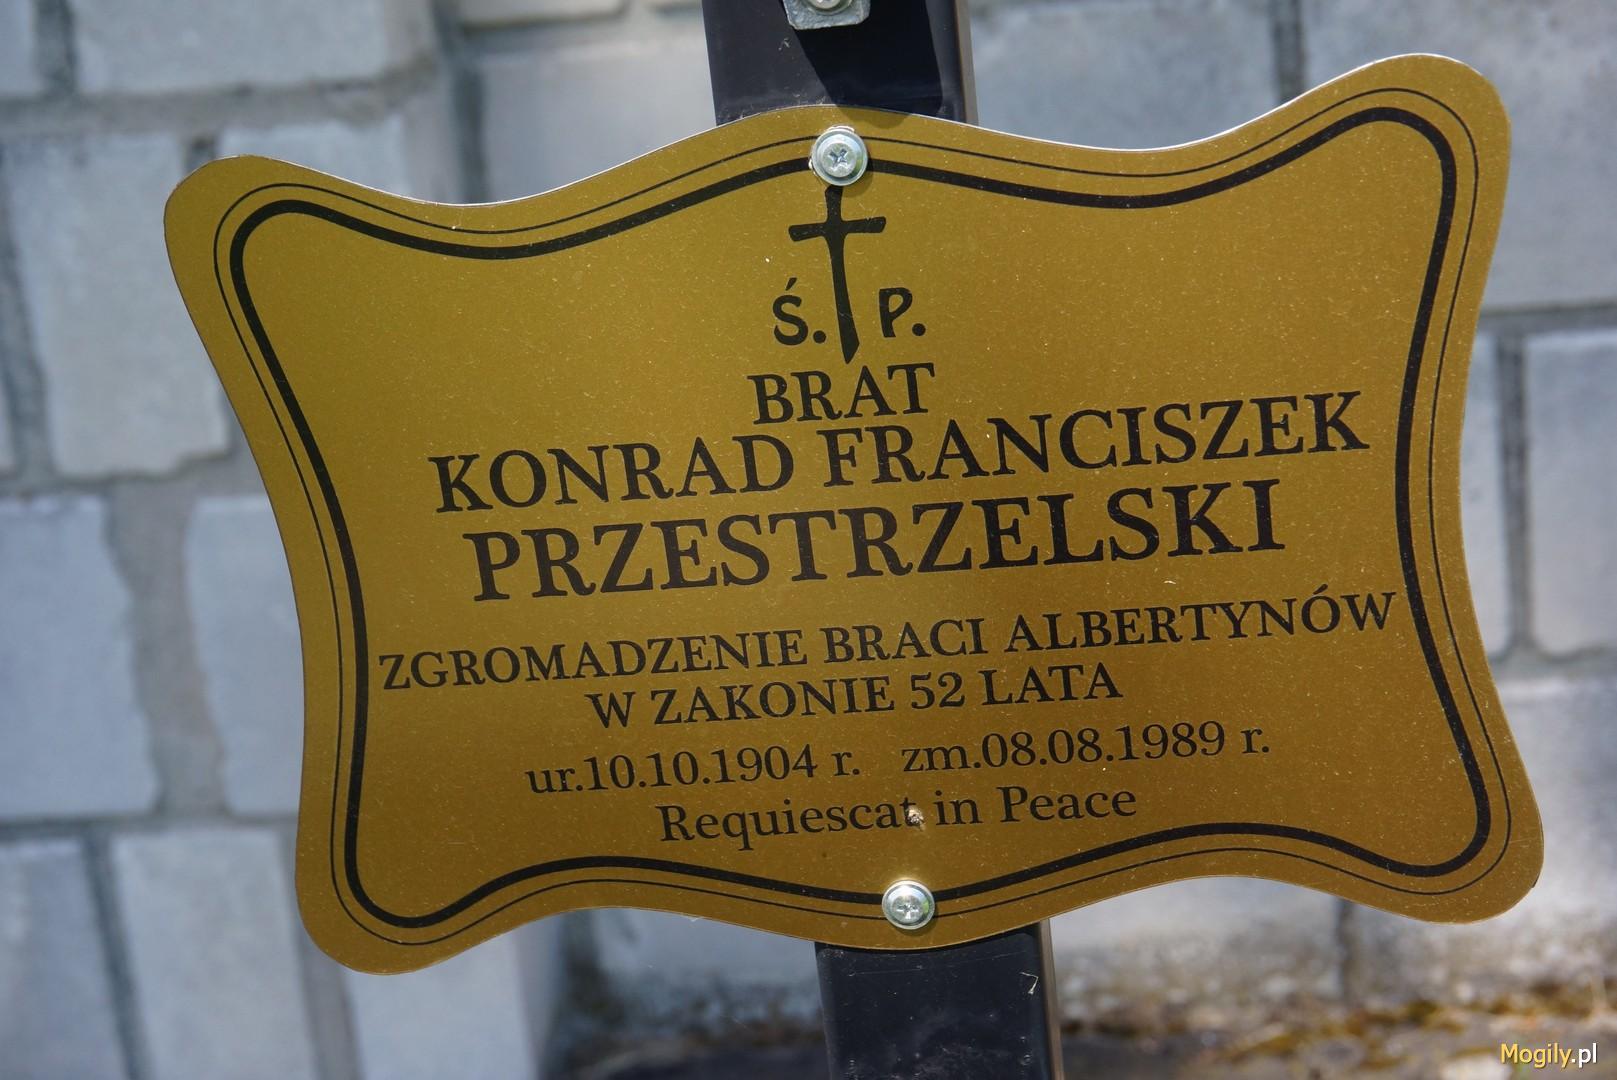 Ś. P.
BRAT
KONRAD FRANCISZEK
PRZESTRZELSKI
ZGROMADZENIE BRACI ALBERTYNÓW
W ZAKONIE 52 LATA
ur.10.10.1904 r. zm.08.08.1989 r.
Requiescat in Peace
Mogily.pl